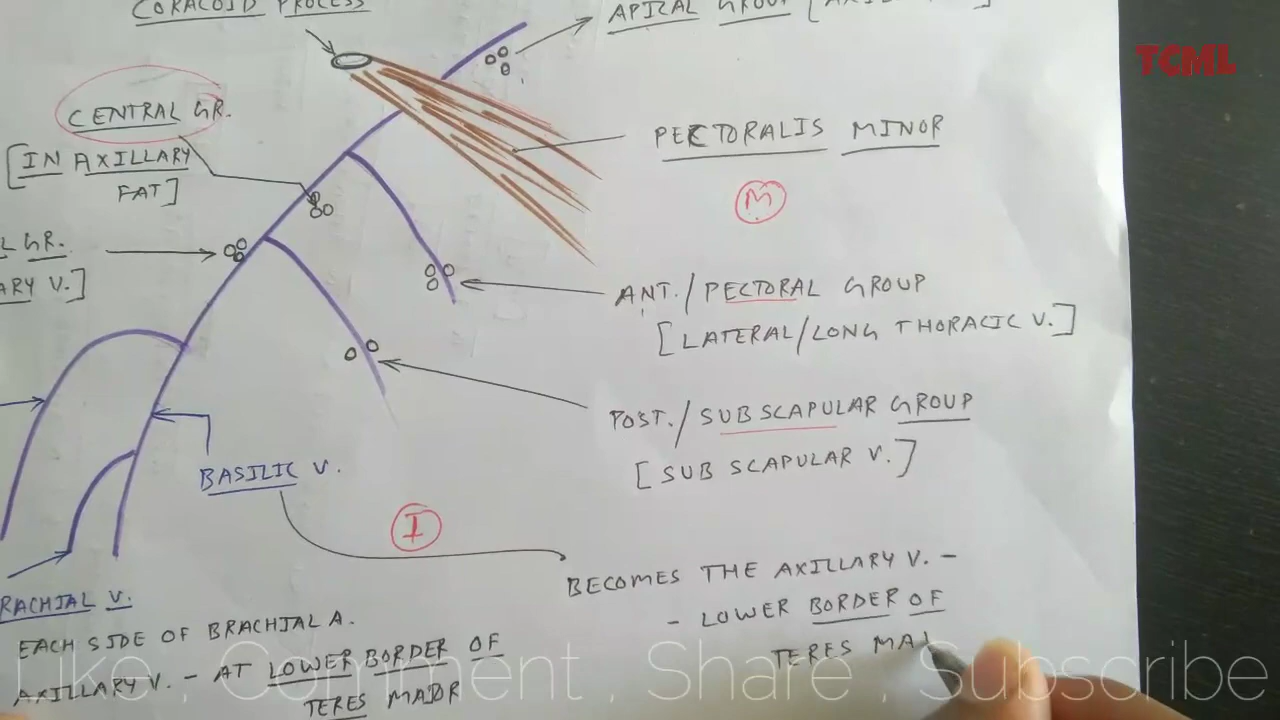 CORACOID PROCESS
APICAL GROUP
TCML
CENTRAL GR.
[IN AXILLARY
FAT]
PECTORALIS MINOR
M
GR.
V.]
ANT./PECTORAL GROUP
[LATERAL/LONG THORACIC V.]
POST./SUBSCAPULAR GROUP
[SUB SCAPULAR V.]
BASILIC V.
I
BECOMES THE AXILLARY V. -
- LOWER BORDER OF
TERES MAJ
RACHIAL V.
EACH SIDE OF BRACHIAL A.
AXILLARY V. - AT LOWER BORDER OF
TERES MAJOR
Like , Comment , Share , Subscribe